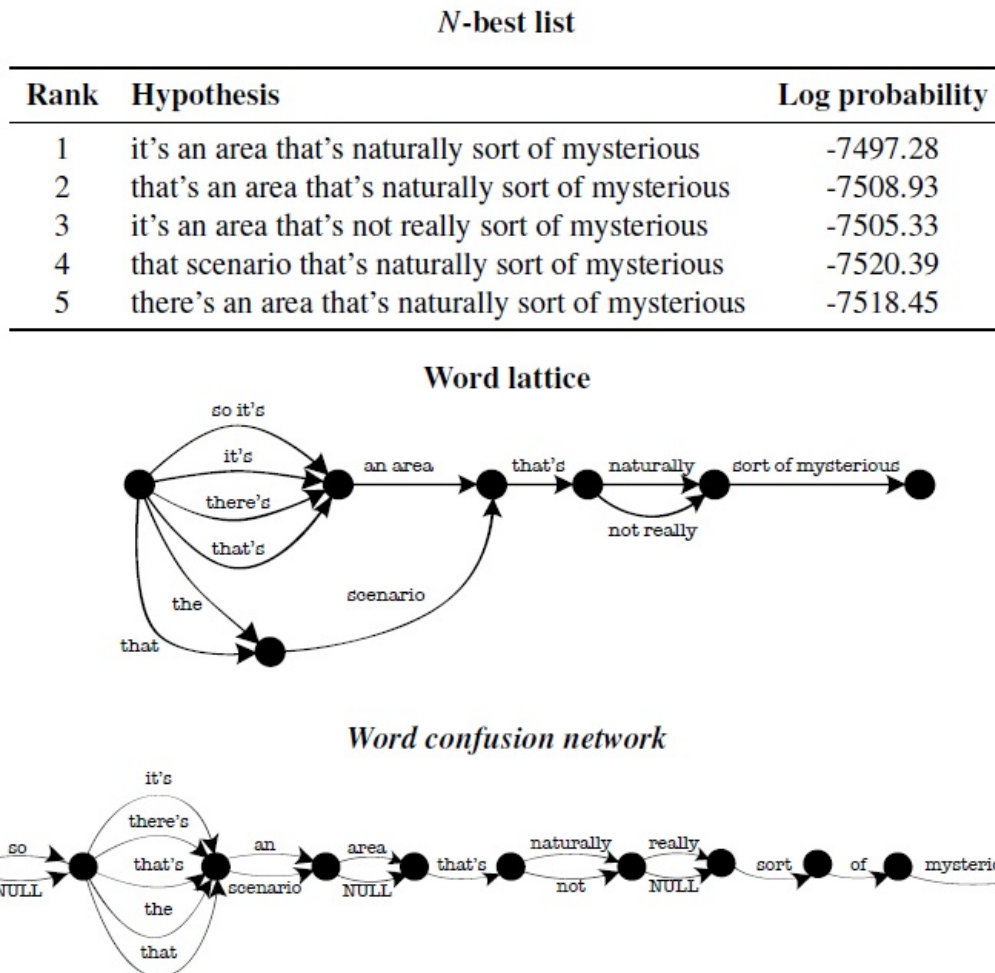 N-best list
Rank Hypothesis Log probability
1 it's an area that's naturally sort of mysterious -7497.28
2 that's an area that's naturally sort of mysterious -7508.93
3 it's an area that's not really sort of mysterious -7505.33
4 that scenario that's naturally sort of mysterious -7520.39
5 there's an area that's naturally sort of mysterious -7518.45
Word lattice
so it's
it's
an area that's naturally sort of mysterious
there's
not really
that's
scenario
the
that
Word confusion network
it's
there's
so an area naturally really
that's that's sort of mysterio
NULL scenario NULL not NULL
the
that